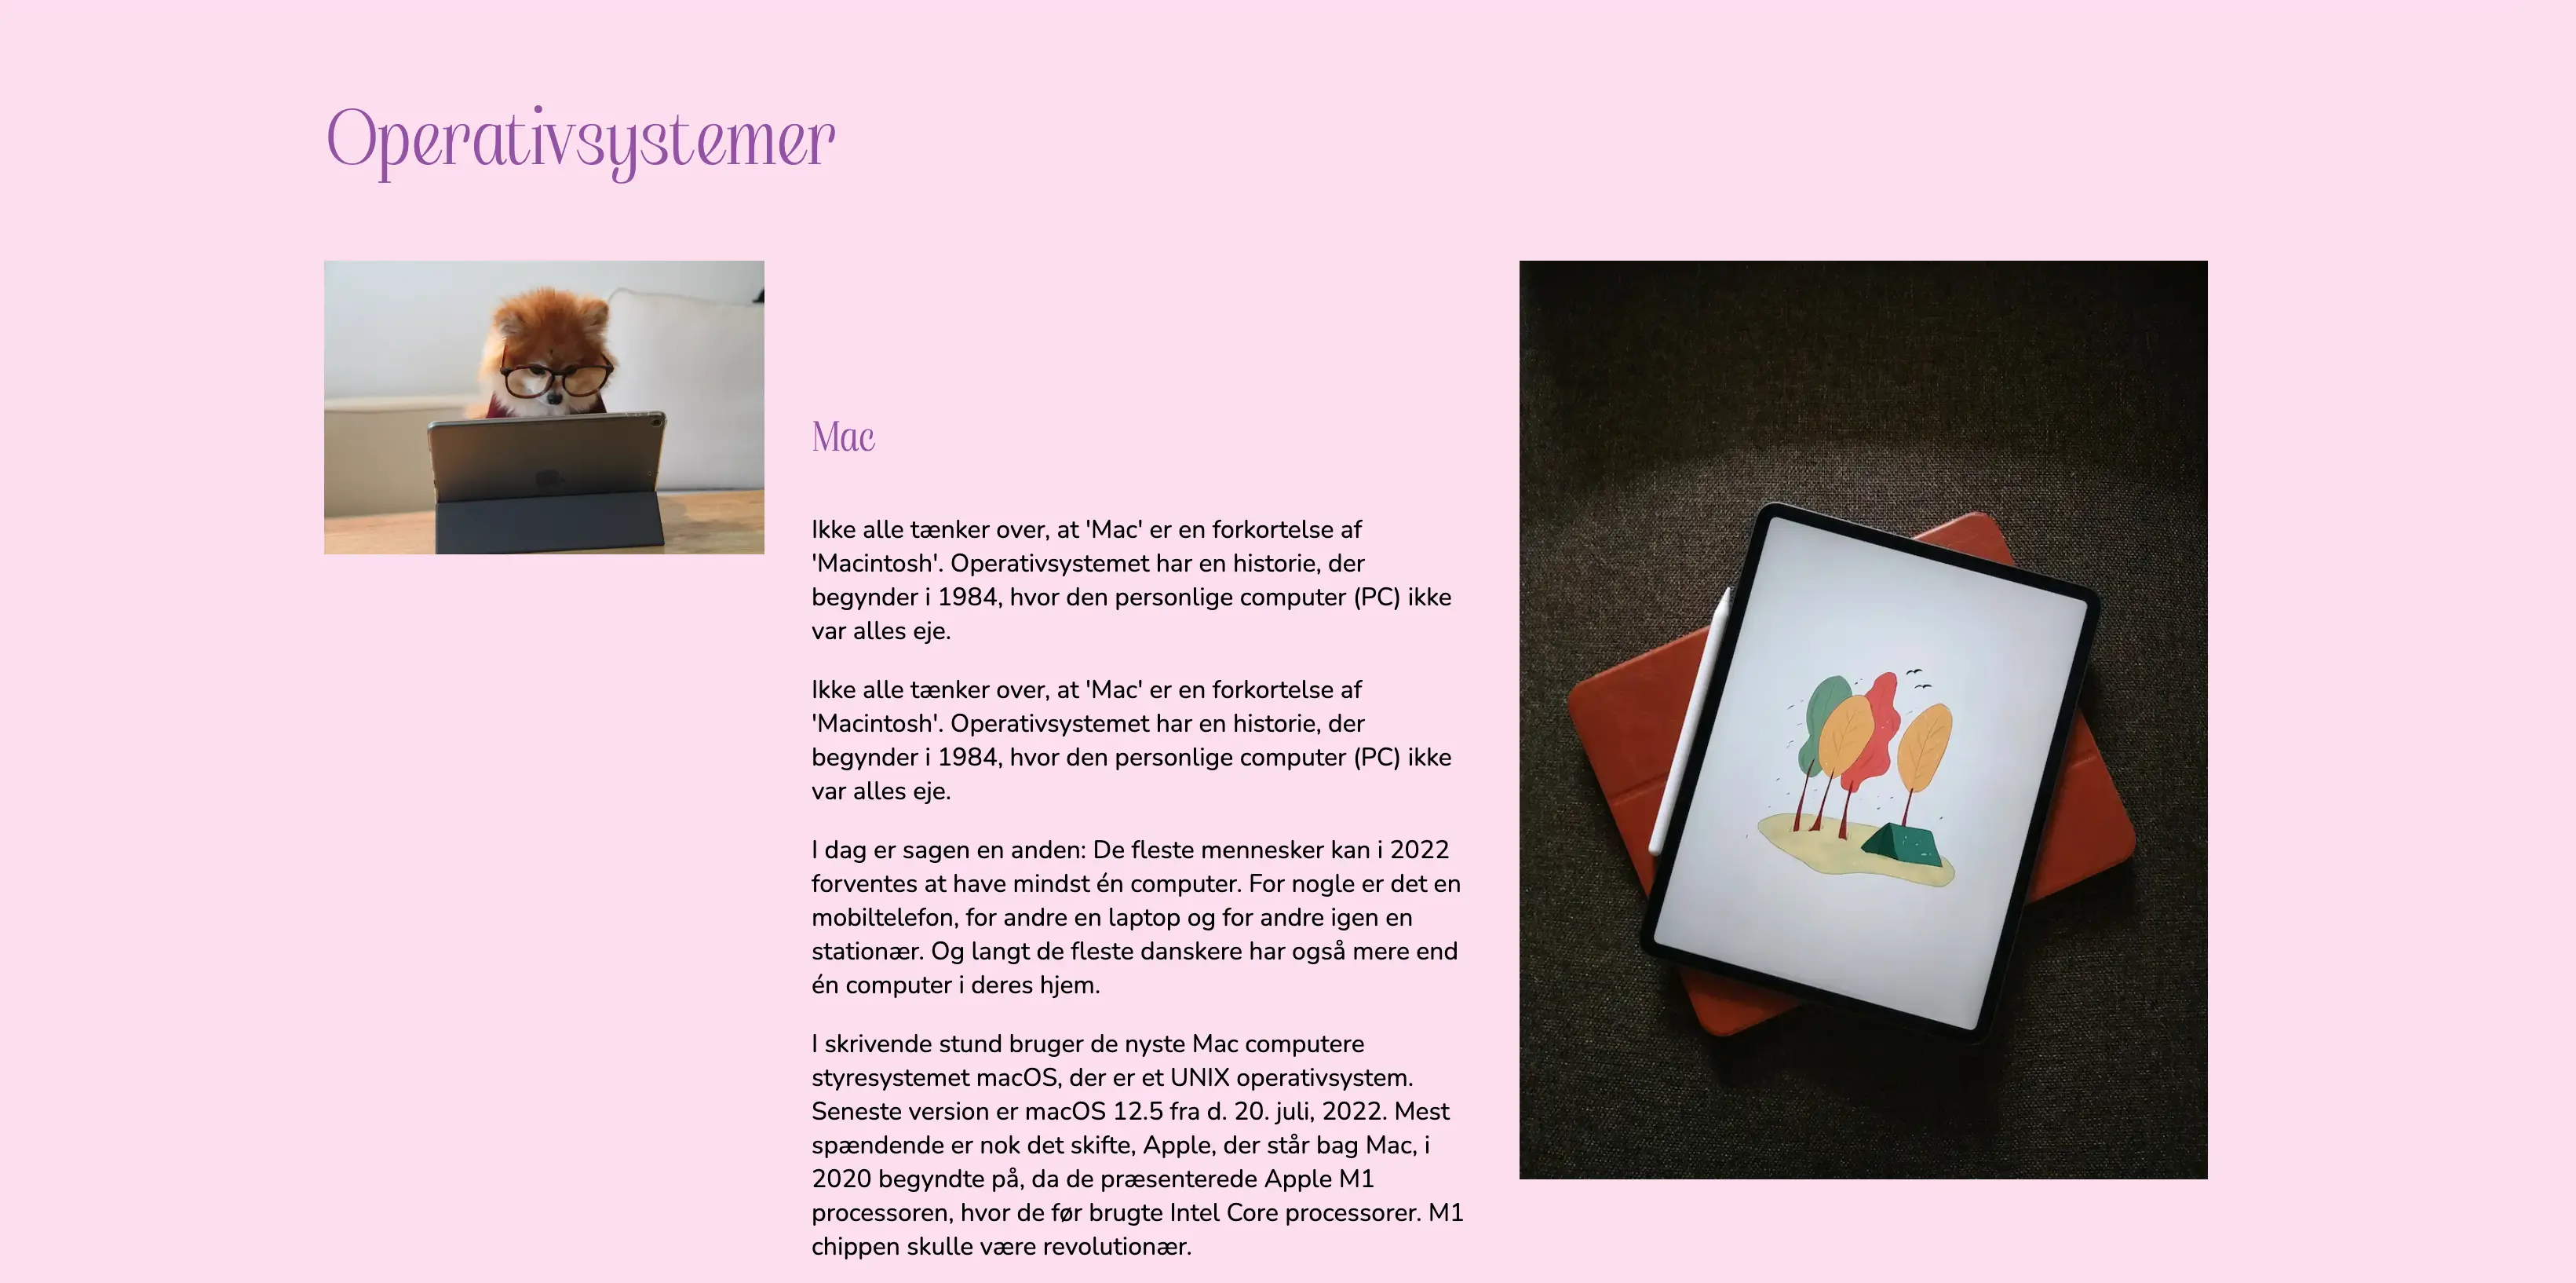 Operativsystemer
Mac
Ikke alle tænker over, at 'Mac' er en forkortelse af
'Macintosh'. Operativsystemet har en historie, der
begynder i 1984, hvor den personlige computer (PC) ikke
var alles eje.
Ikke alle tænker over, at 'Mac' er en forkortelse af
'Macintosh'. Operativsystemet har en historie, der
begynder i 1984, hvor den personlige computer (PC) ikke
var alles eje.
I dag er sagen en anden: De fleste mennesker kan i 2022
forventes at have mindst én computer. For nogle er det en
mobiltelefon, for andre en laptop og for andre igen en
stationær. Og langt de fleste danskere har også mere end
én computer i deres hjem.
I skrivende stund bruger de nyste Mac computere
styresystemet macOS, der er et UNIX operativsystem.
Seneste version er macOS 12.5 fra d. 20. juli, 2022. Mest
spændende er nok det skifte, Apple, der står bag Mac, i
2020 begyndte på, da de præsenterede Apple M1
processoren, hvor de før brugte Intel Core processorer. M1
chippen skulle være revolutionær.